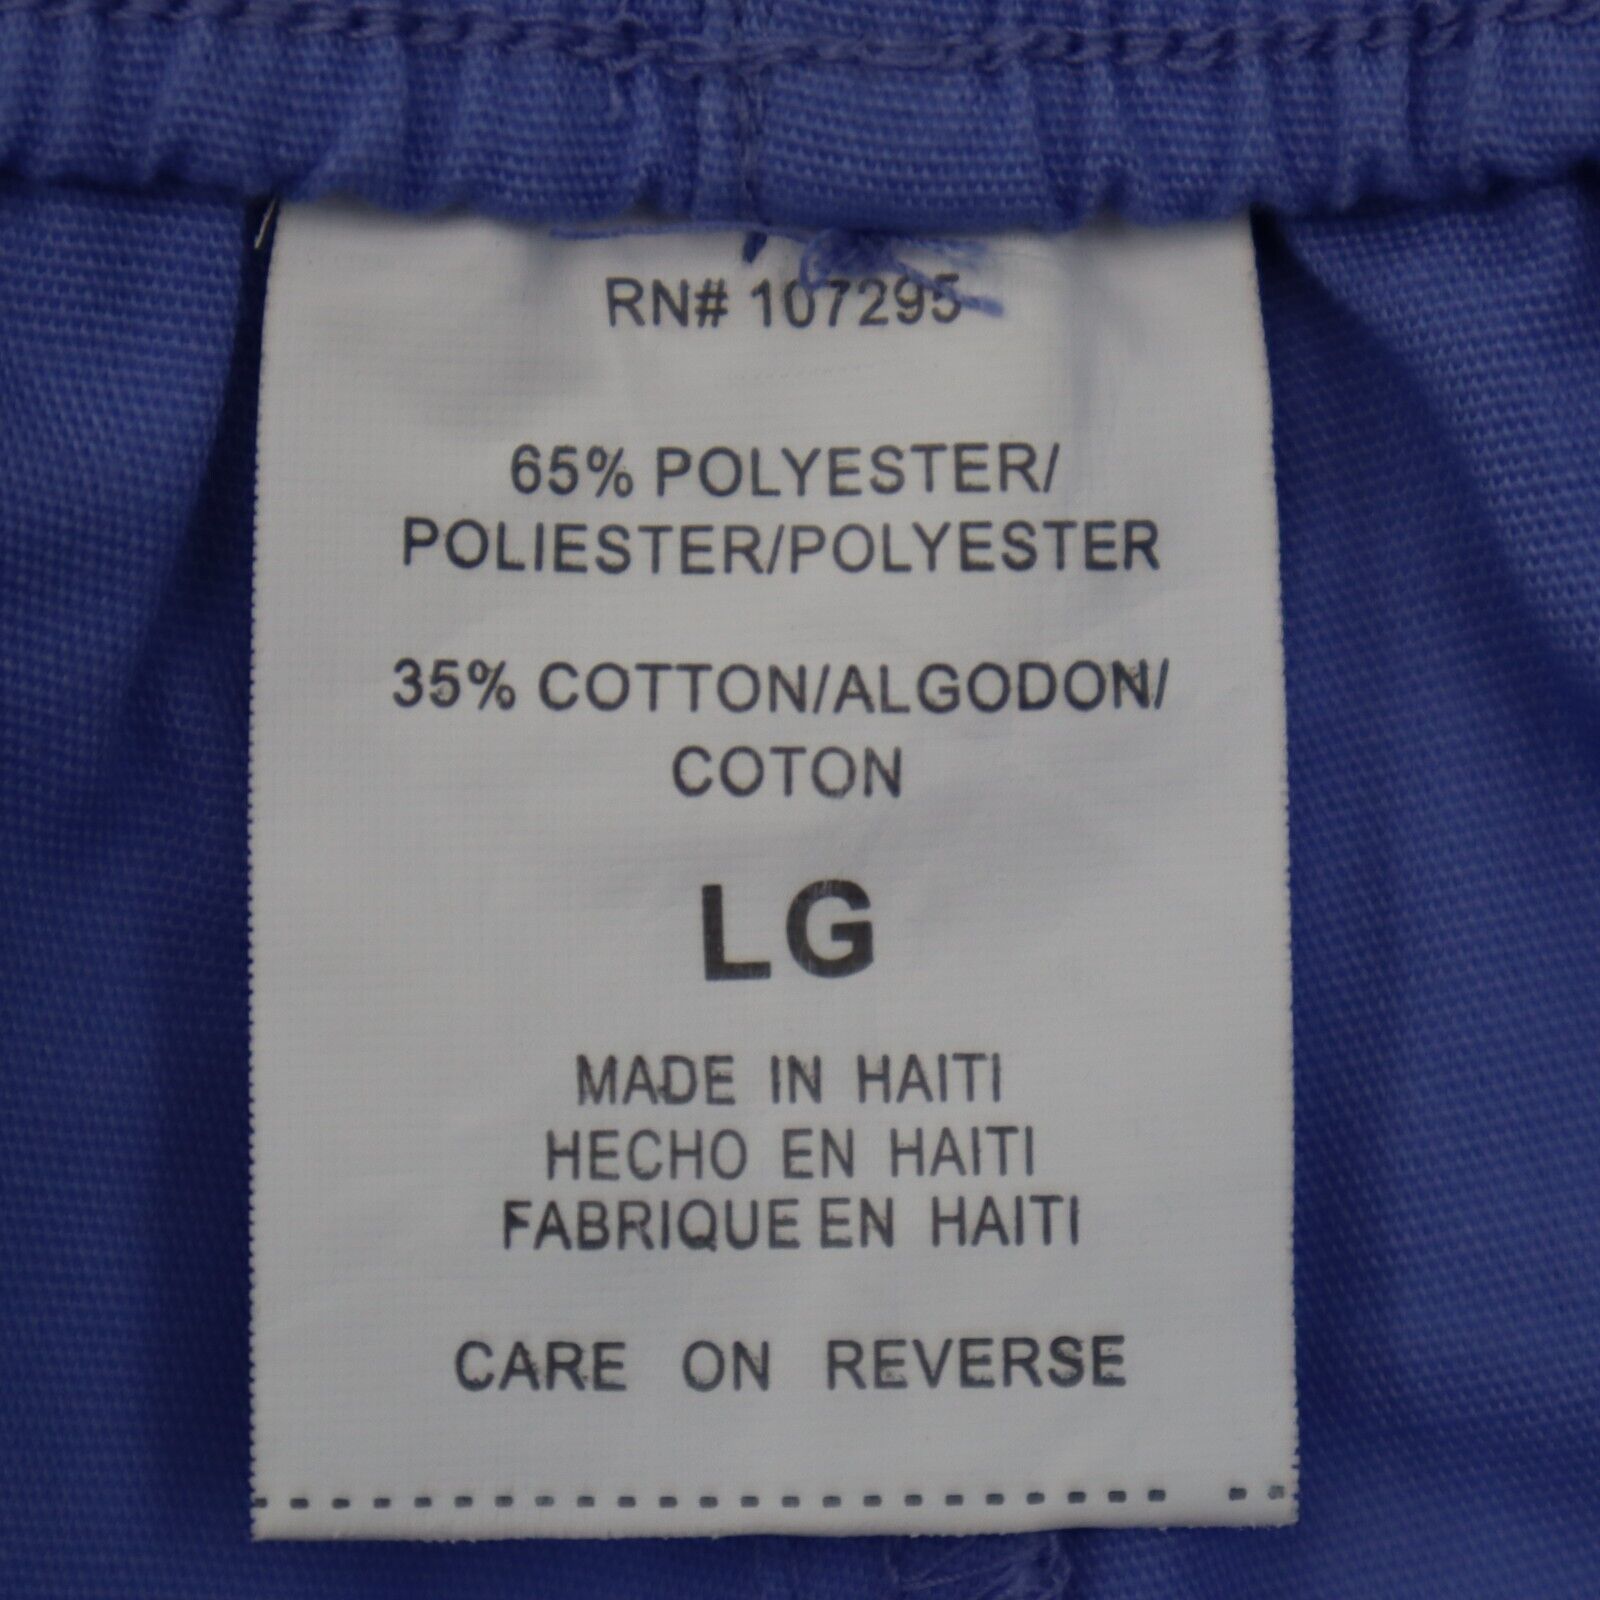 RN# 107295
65% POLYESTER/
POLIESTER/POLYESTER
35% COTTON/ALGODON/
COTON
LG
MADE IN HAITI
HECHO EN HAITI
FABRIQUE EN HAITI
CARE ON REVERSE